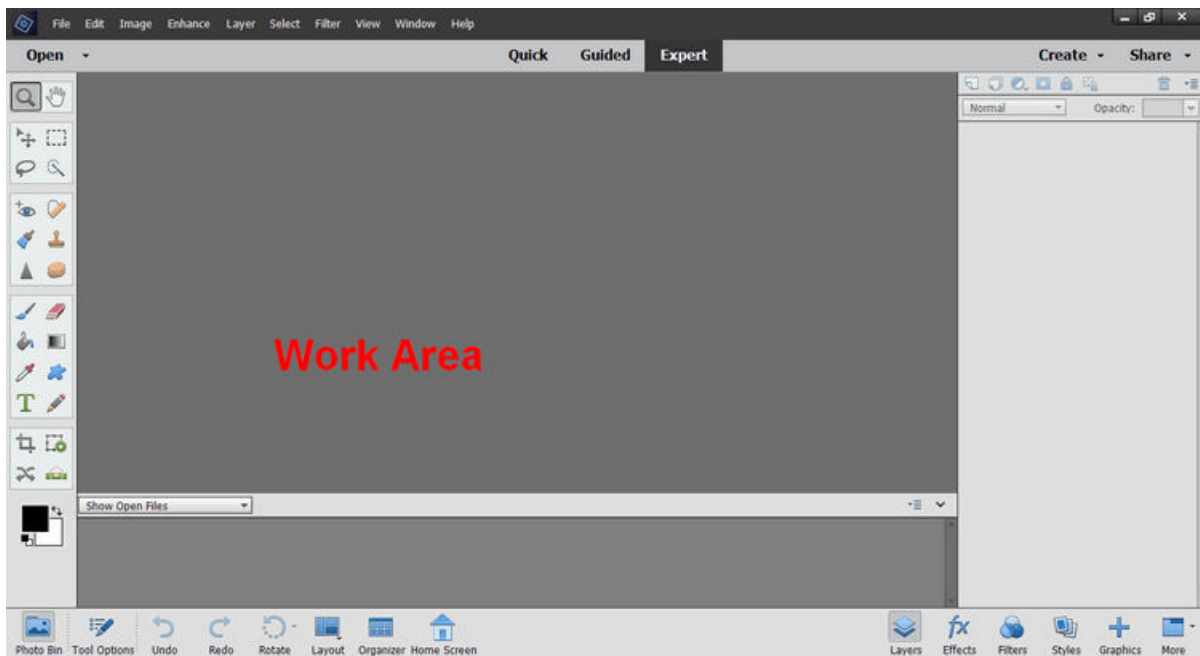 File Edit Image Enhance Layer Select Filter View Window Help
Open Quick Guided Expert Create Share
Normal Opacity:
Work Area
T
Show Open Files
Photo Bin Tool Options Undo Redo Rotate Layout Organizer Home Screen Layers fx Effects Filters Styles Graphics More